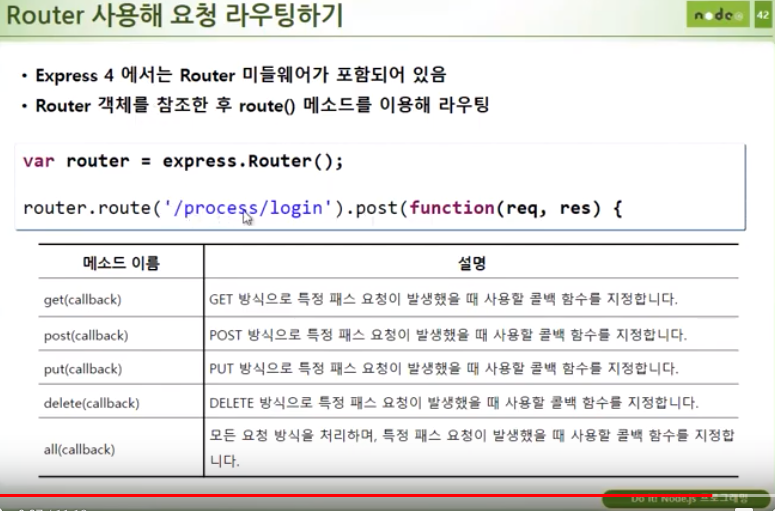 Router 사용해 요청 라우팅하기
node
42
• Express 4 에서는 Router 미들웨어가 포함되어 있음
• Router 객체를 참조한 후 route() 메소드를 이용해 라우팅
var router = express.Router();
router.route('/process/login').post(function(req, res) {
메소드 이름 설명
get(callback) GET 방식으로 특정 패스 요청이 발생했을 때 사용할 콜백 함수를 지정합니다.
post(callback) POST 방식으로 특정 패스 요청이 발생했을 때 사용할 콜백 함수를 지정합니다.
put(callback) PUT 방식으로 특정 패스 요청이 발생했을 때 사용할 콜백 함수를 지정합니다.
delete(callback) DELETE 방식으로 특정 패스 요청이 발생했을 때 사용할 콜백 함수를 지정합니다.
all(callback) 모든 요청 방식을 처리하며, 특정 패스 요청이 발생했을 때 사용할 콜백 함수를 지정합
니다.
Do it! Node.js 프로그래밍